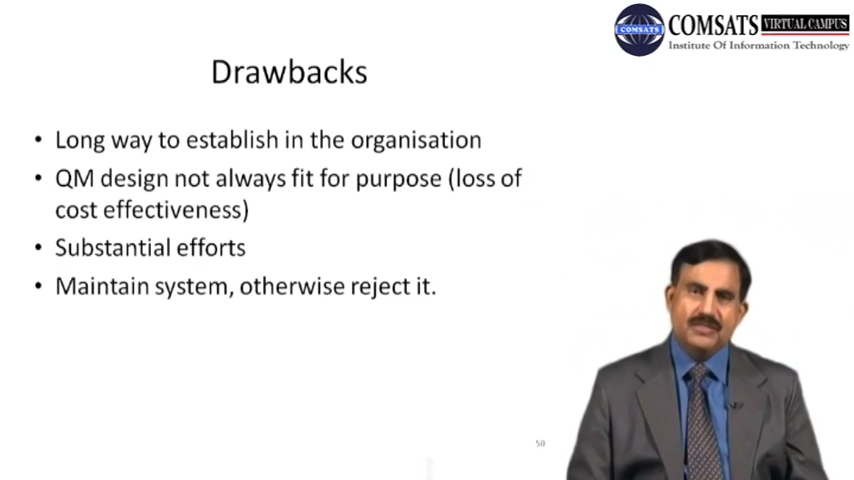 COMSATS
COMSATS VIRTUAL CAMPUS
Institute Of Information Technology
Drawbacks
• Long way to establish in the organisation
• QM design not always fit for purpose (loss of
cost effectiveness)
• Substantial efforts
• Maintain system, otherwise reject it.
50